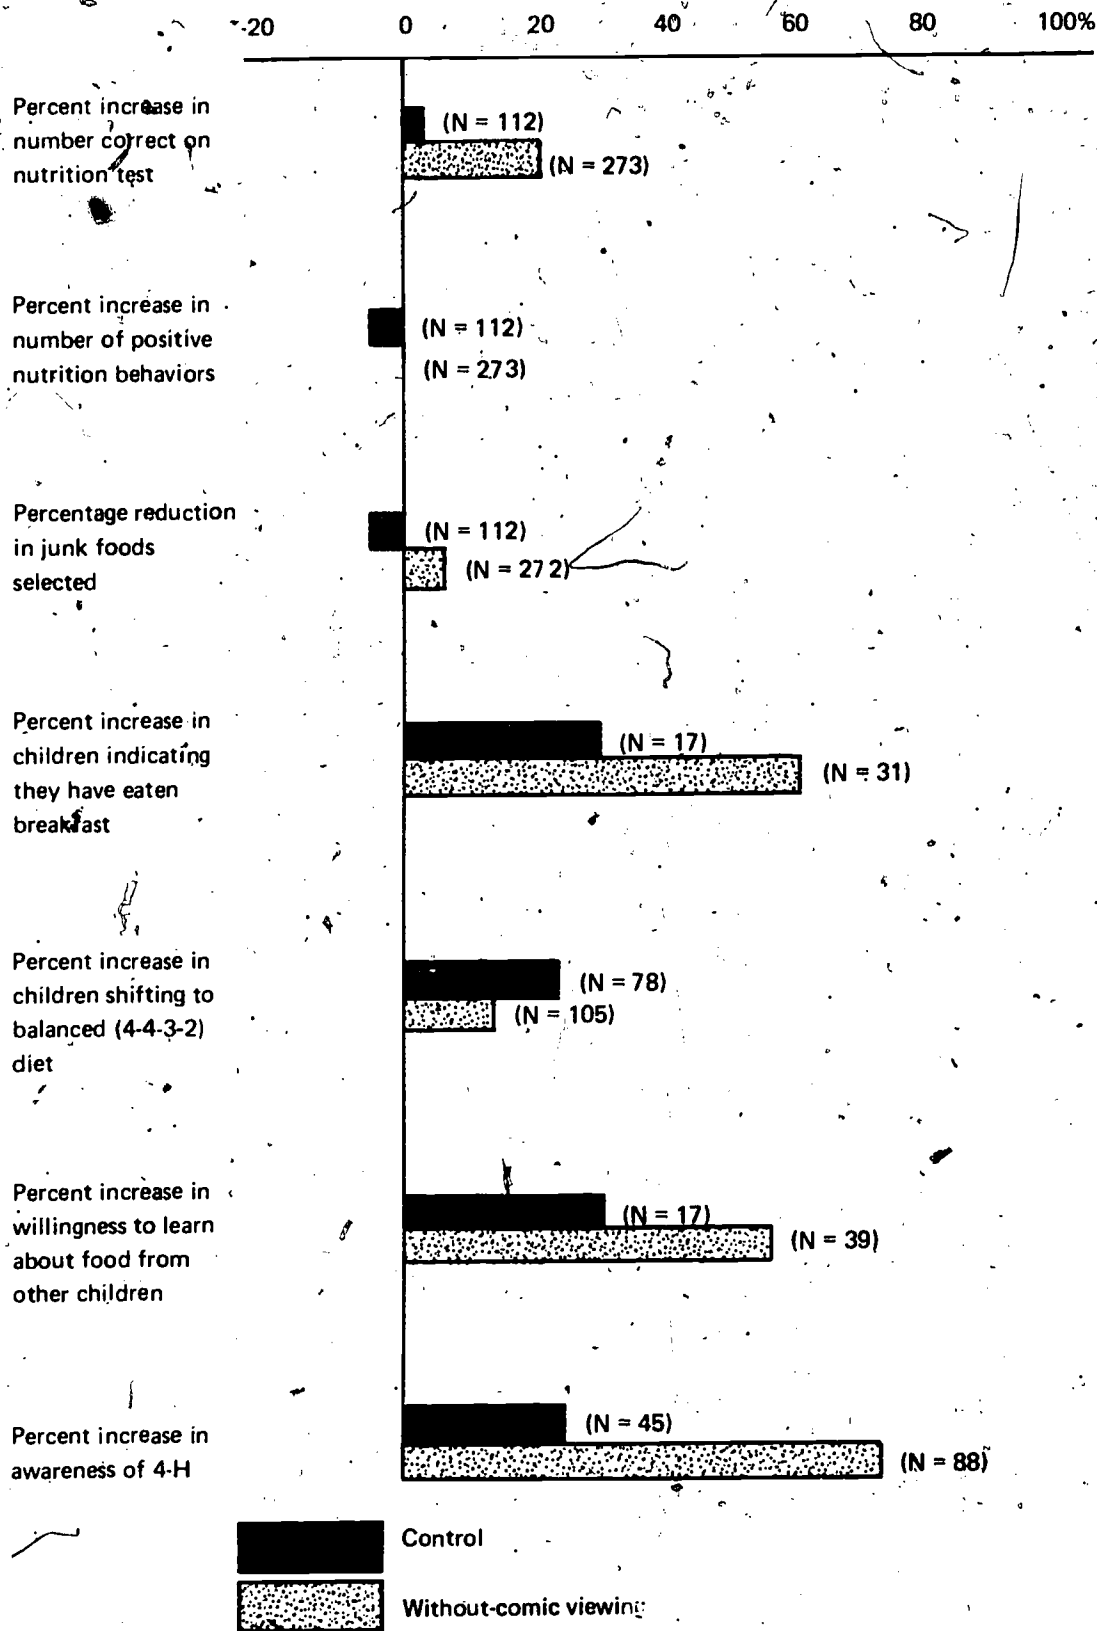 -20 0 20 40 60 80 100%
Percent increase in
number correct on
nutrition test
(N = 112)
(N = 273)
Percent increase in
number of positive
nutrition behaviors
(N = 112)
(N = 273)
Percentage reduction
in junk foods
selected
(N = 112)
(N = 272)
Percent increase in
children indicating
they have eaten
breakfast
(N = 17)
(N = 31)
Percent increase in
children shifting to
balanced (4-4-3-2)
diet
(N = 78)
(N = 105)
Percent increase in
willingness to learn
about food from
other children
(N = 17)
(N = 39)
Percent increase in
awareness of 4-H
(N = 45)
(N = 88)
Control
Without-comic viewing